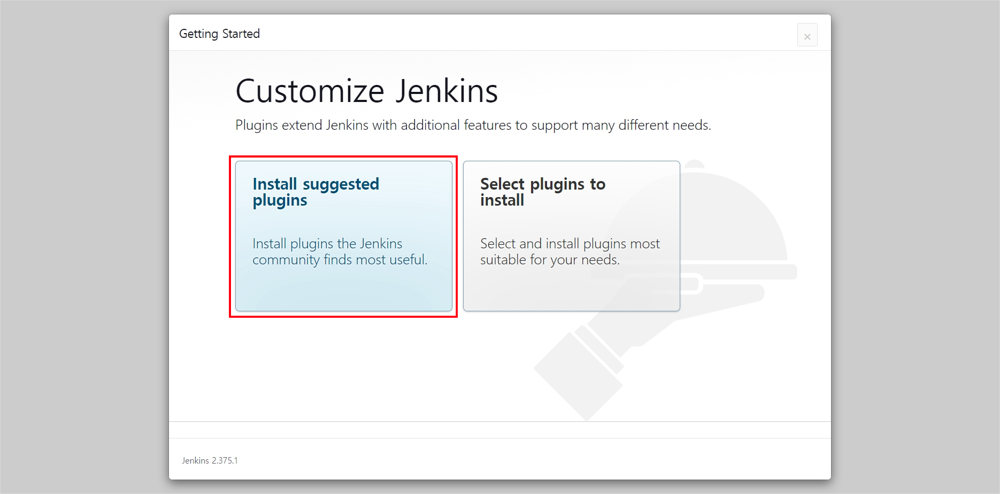 Getting Started
×
Customize Jenkins
Plugins extend Jenkins with additional features to support many different needs.
Install suggested
plugins
Install plugins the Jenkins
community finds most useful.
Select plugins to
install
Select and install plugins most
suitable for your needs.
Jenkins 2.375.1